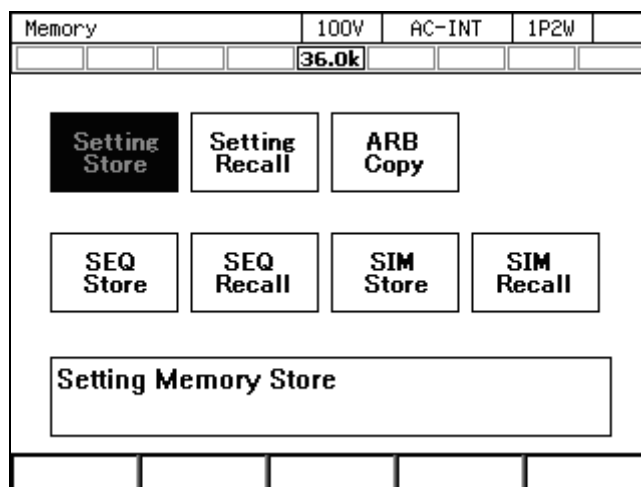 Memory 100V AC-INT 1P2W
36.0k
Setting Setting ARB
Store Recall Copy
SEQ SEQ SIM SIM
Store Recall Store Recall
Setting Memory Store